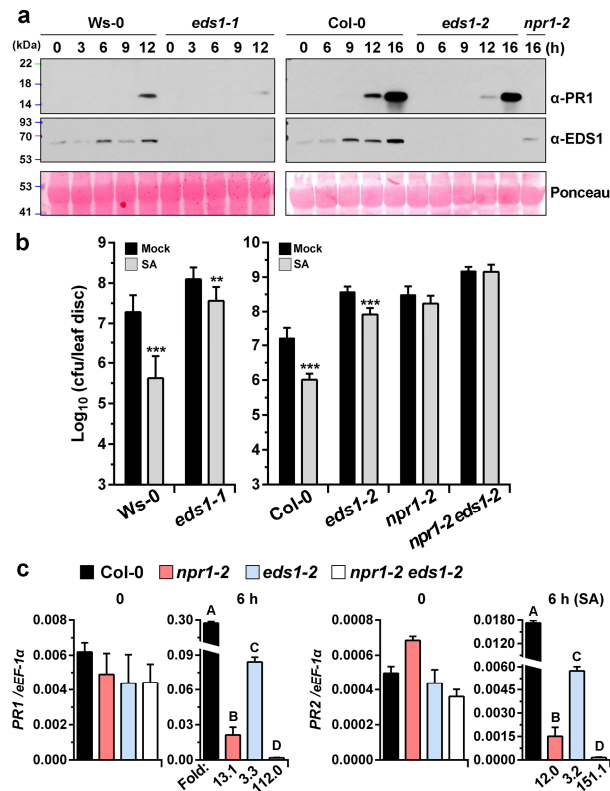 a
Ws-0 eds1-1 Col-0 eds1-2 npr1-2
(kDa) 0 3 6 9 12 0 3 6 9 12 0 6 9 12 16 0 6 9 12 16 16 (h)
22
18
14
α-PR1
93
70
53
α-EDS1
53
41
Ponceau
b
Log10 (cfu/leaf disc)
9
8
7
6
5
4
3
Mock
SA
***
**
Ws-0 eds1-1
10
9
8
7
6
5
4
3
Mock
SA
***
***
Col-0 eds1-2 npr1-2 npr1-2 eds1-2
c
Col-0 npr1-2 eds1-2 npr1-2 eds1-2
0
PR1 /eEF-1α
0.008
0.006
0.004
0.002
0.000
6 h
0.30
0.09
0.06
0.03
0.00
A
B
C
D
Fold: 13.1 3.3 112.0
0
PR2 /eEF-1α
0.0008
0.0006
0.0004
0.0002
0.0000
6 h (SA)
0.0180
0.0120
0.0060
0.0045
0.0030
0.0015
0.0000
A
B
C
D
12.0 3.2 151.1